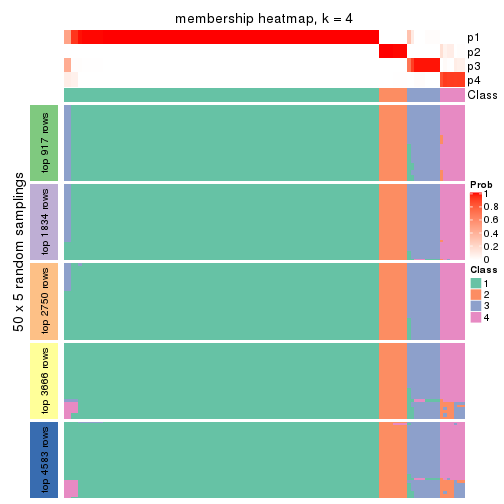 membership heatmap, k = 4
p1
p2
p3
p4
Class
50 x 5 random samplings
top 917 rows
top 1834 rows
top 2750 rows
top 3666 rows
top 4583 rows
Prob
1
0.8
0.6
0.4
0.2
0
Class
1
2
3
4